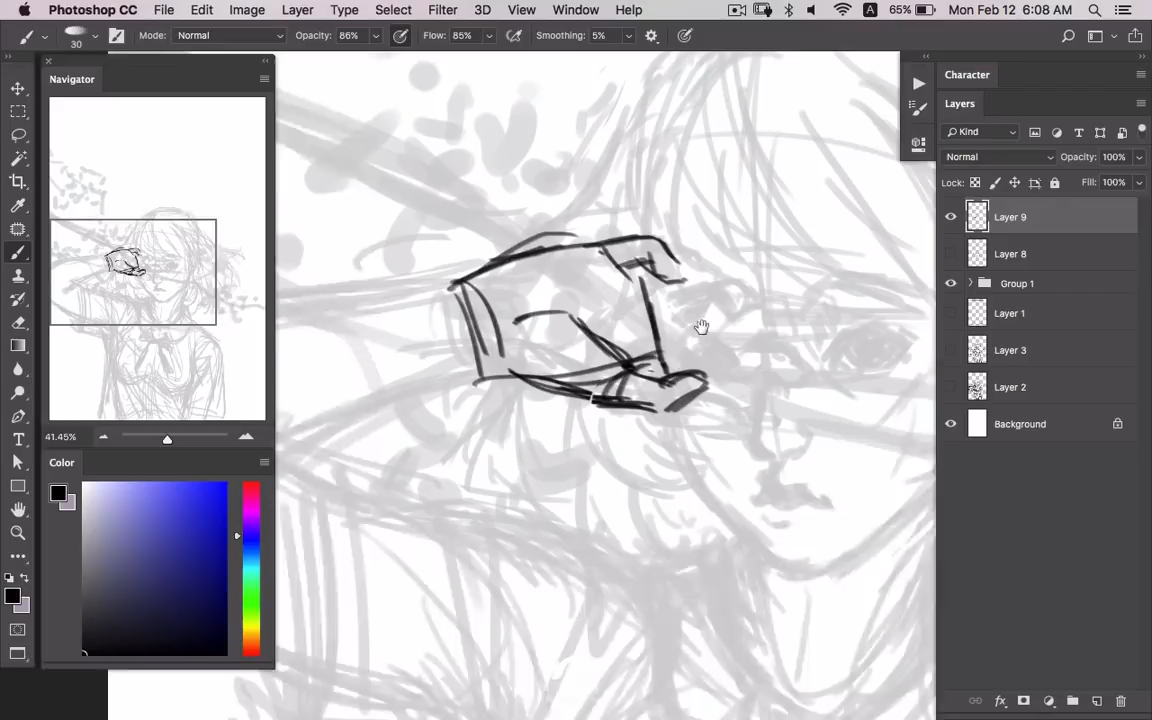 Photoshop CC File Edit Image Layer Type Select Filter 3D View Window Help A 65% Mon Feb 12 6:08 AM
30 Mode: Normal Opacity: 86% Flow: 85% Smoothing: 5%
Navigator
41.45%
Color
Character
Layers
Kind
Normal Opacity: 100%
Lock: Fill: 100%
Layer 9
Layer 8
Group 1
Layer 1
Layer 3
Layer 2
Background
fx